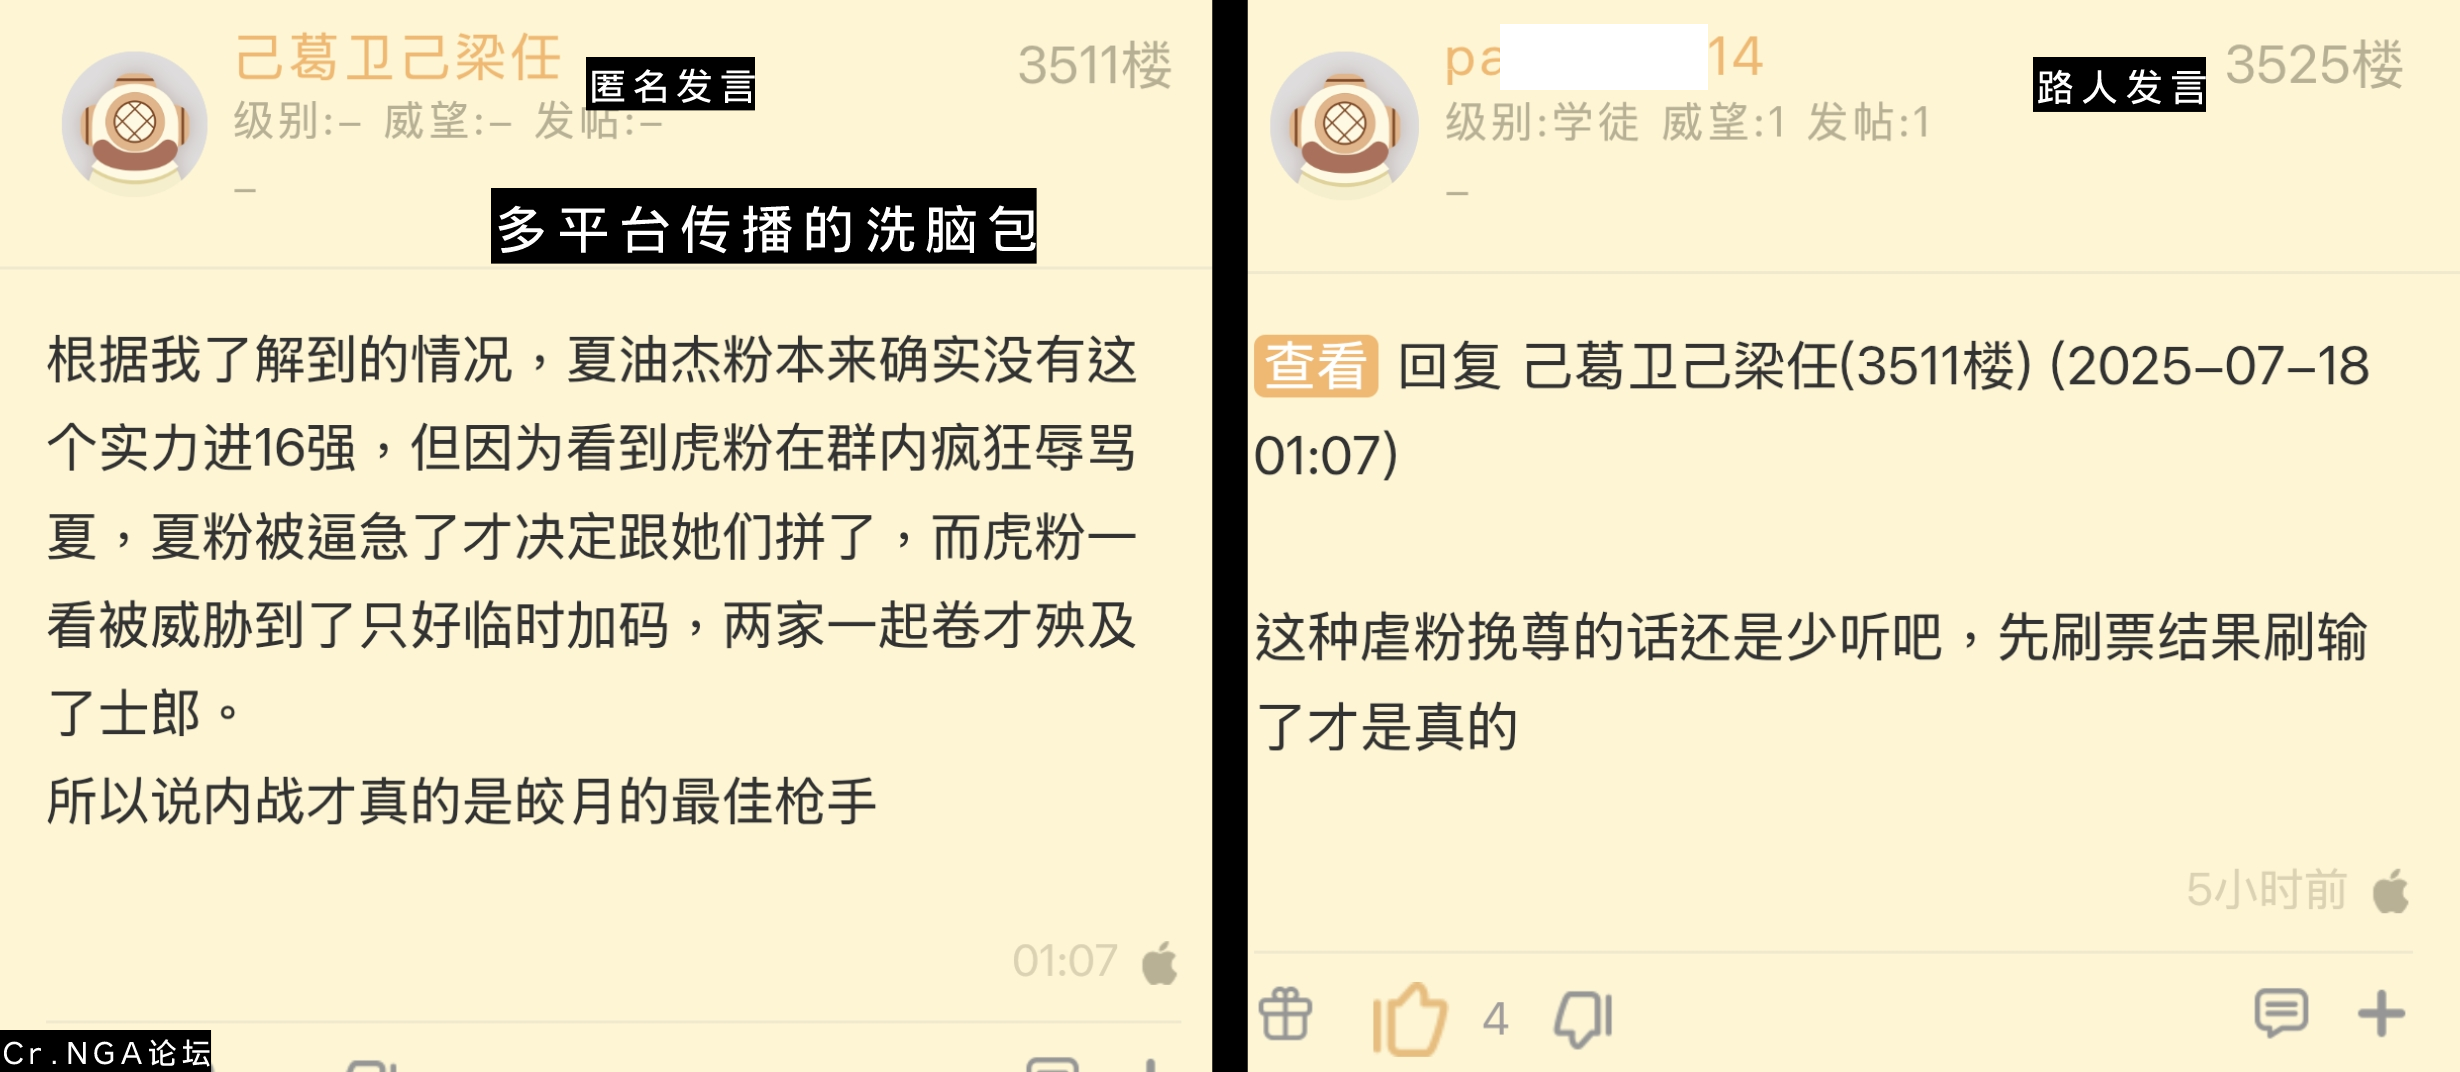 己葛卫己梁任
匿名发言
3511楼
级别:– 威望:– 发帖:–
–
多平台传播的洗脑包
根据我了解到的情况，夏油杰粉本来确实没有这
个实力进16强，但因为看到虎粉在群内疯狂辱骂
夏，夏粉被逼急了才决定跟她们拼了，而虎粉一
看被威胁到了只好临时加码，两家一起卷才殃及
了士郎。
所以说内战才真的是皎月的最佳枪手
01:07
Cr.NGA论坛
pa
14
路人发言
3525楼
级别:学徒 威望:1 发帖:1
–
查看 回复 己葛卫己梁任(3511楼) (2025–07–18
01:07)
这种虐粉挽尊的话还是少听吧，先刷票结果刷输
了才是真的
5小时前
4